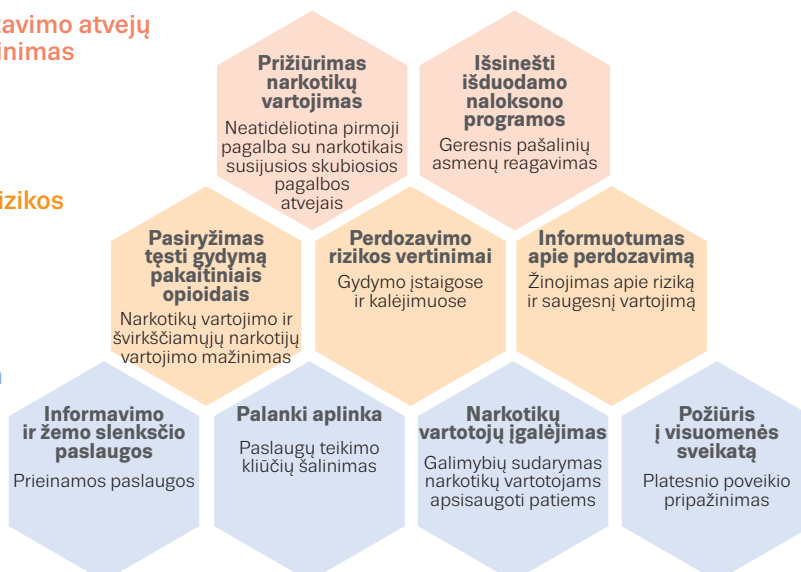 tavimo atvejų
inimas
Prižiūrimas
narkotikų
vartojimas
Neatidėliotina pirmoji
pagalba su narkotikais
susijusios skubiosios
pagalbos
atvejais
Išsinešti
išduodamo
naloksono
programos
Geresnis pašalinių
asmenų reagavimas
izikos
Pasiryžimas
tęsti gydymą
pakaitiniais
opioidais
Narkotikų vartojimo ir
švirkščiamųjų narkotijų
vartojimo mažinimas
Perdozavimo
rizikos vertinimai
Gydymo įstaigose
ir kalėjimuose
Informuotumas
apie perdozavimą
Žinojimas apie riziką
ir saugesnį vartojimą
Informavimo
ir žemo slenksčio
paslaugos
Prieinamos paslaugos
Palanki aplinka
Paslaugų teikimo
kliūčių šalinimas
Narkotikų
vartotojų įgalėjimas
Galimybių sudarymas
narkotikų vartotojams
apsisaugoti patiems
Požiūris
į visuomenės
sveikatą
Platesnio poveikio
pripažinimas